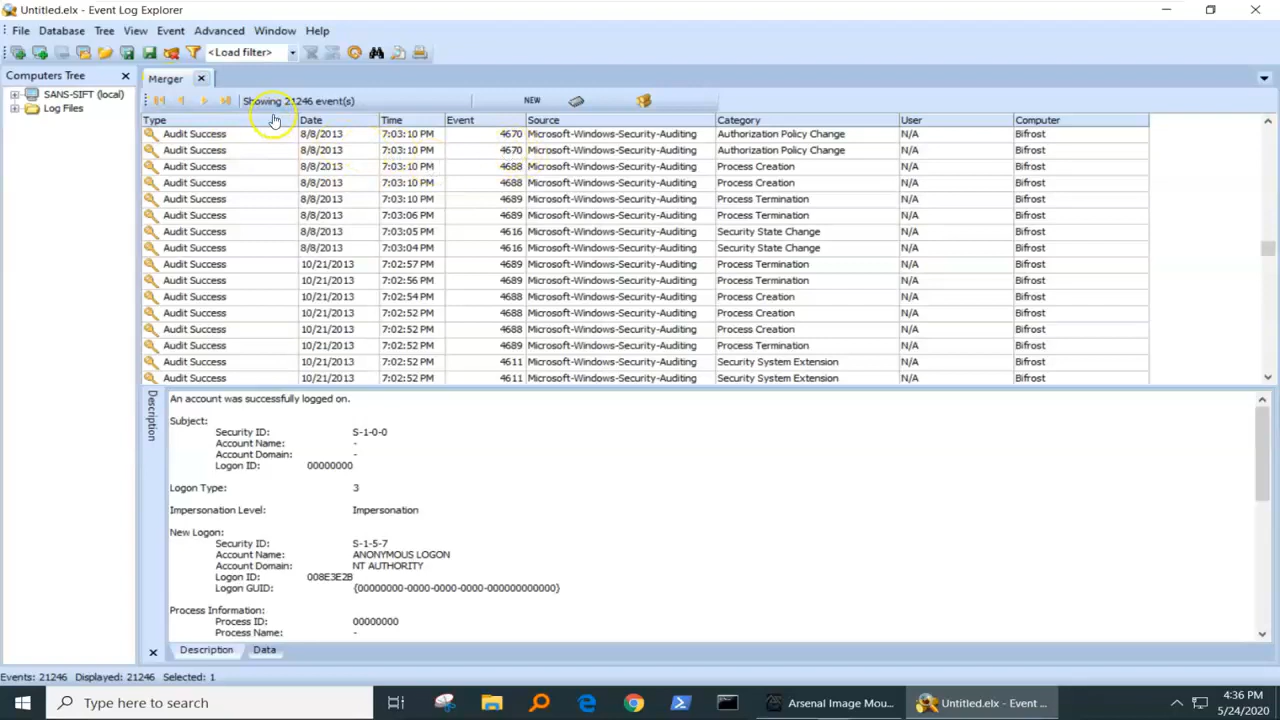 Untitled.elx - Event Log Explorer
File Database Tree View Event Advanced Window Help
<Load filter>
Computers Tree
SANS-SIFT (local)
Log Files
Merger
Showing 21246 event(s) NEW
Type Date Time Event Source Category User Computer
Audit Success 8/8/2013 7:03:10 PM 4670 Microsoft-Windows-Security-Auditing Authorization Policy Change N/A Bifrost
Audit Success 8/8/2013 7:03:10 PM 4670 Microsoft-Windows-Security-Auditing Authorization Policy Change N/A Bifrost
Audit Success 8/8/2013 7:03:10 PM 4688 Microsoft-Windows-Security-Auditing Process Creation N/A Bifrost
Audit Success 8/8/2013 7:03:10 PM 4688 Microsoft-Windows-Security-Auditing Process Creation N/A Bifrost
Audit Success 8/8/2013 7:03:10 PM 4689 Microsoft-Windows-Security-Auditing Process Termination N/A Bifrost
Audit Success 8/8/2013 7:03:06 PM 4689 Microsoft-Windows-Security-Auditing Process Termination N/A Bifrost
Audit Success 8/8/2013 7:03:05 PM 4616 Microsoft-Windows-Security-Auditing Security State Change N/A Bifrost
Audit Success 8/8/2013 7:03:04 PM 4616 Microsoft-Windows-Security-Auditing Security State Change N/A Bifrost
Audit Success 10/21/2013 7:02:57 PM 4689 Microsoft-Windows-Security-Auditing Process Termination N/A Bifrost
Audit Success 10/21/2013 7:02:56 PM 4689 Microsoft-Windows-Security-Auditing Process Termination N/A Bifrost
Audit Success 10/21/2013 7:02:54 PM 4688 Microsoft-Windows-Security-Auditing Process Creation N/A Bifrost
Audit Success 10/21/2013 7:02:52 PM 4688 Microsoft-Windows-Security-Auditing Process Creation N/A Bifrost
Audit Success 10/21/2013 7:02:52 PM 4688 Microsoft-Windows-Security-Auditing Process Creation N/A Bifrost
Audit Success 10/21/2013 7:02:52 PM 4689 Microsoft-Windows-Security-Auditing Process Termination N/A Bifrost
Audit Success 10/21/2013 7:02:52 PM 4611 Microsoft-Windows-Security-Auditing Security System Extension N/A Bifrost
Audit Success 10/21/2013 7:02:52 PM 4611 Microsoft-Windows-Security-Auditing Security System Extension N/A Bifrost
Description
An account was successfully logged on.
Subject:
Security ID: S-1-0-0
Account Name: -
Account Domain: -
Logon ID: 00000000
Logon Type: 3
Impersonation Level: Impersonation
New Logon:
Security ID: S-1-5-7
Account Name: ANONYMOUS LOGON
Account Domain: NT AUTHORITY
Logon ID: 008E3E2B
Logon GUID: {00000000-0000-0000-0000-000000000000}
Process Information:
Process ID: 00000000
Process Name: -
Description Data
Events: 21246 Displayed: 21246 Selected: 1
Type here to search
Arsenal Image Mou...
Untitled.elx - Event ...
4:36 PM
5/24/2020